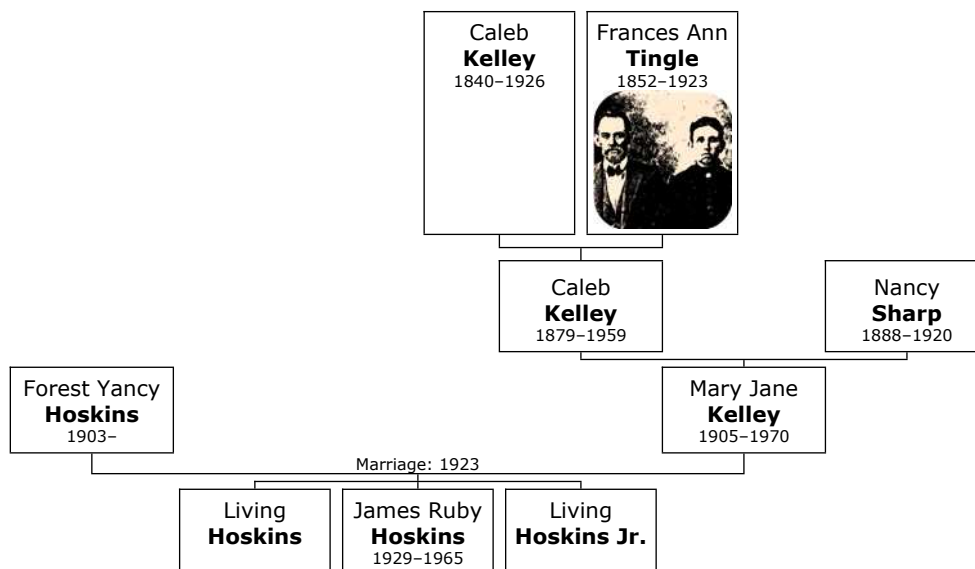 Caleb
Kelley
1840–1926
Frances Ann
Tingle
1852–1923
Caleb
Kelley
1879–1959
Nancy
Sharp
1888–1920
Forest Yancy
Hoskins
1903–
Mary Jane
Kelley
1905–1970
Marriage: 1923
Living
Hoskins
James Ruby
Hoskins
1929–1965
Living
Hoskins Jr.